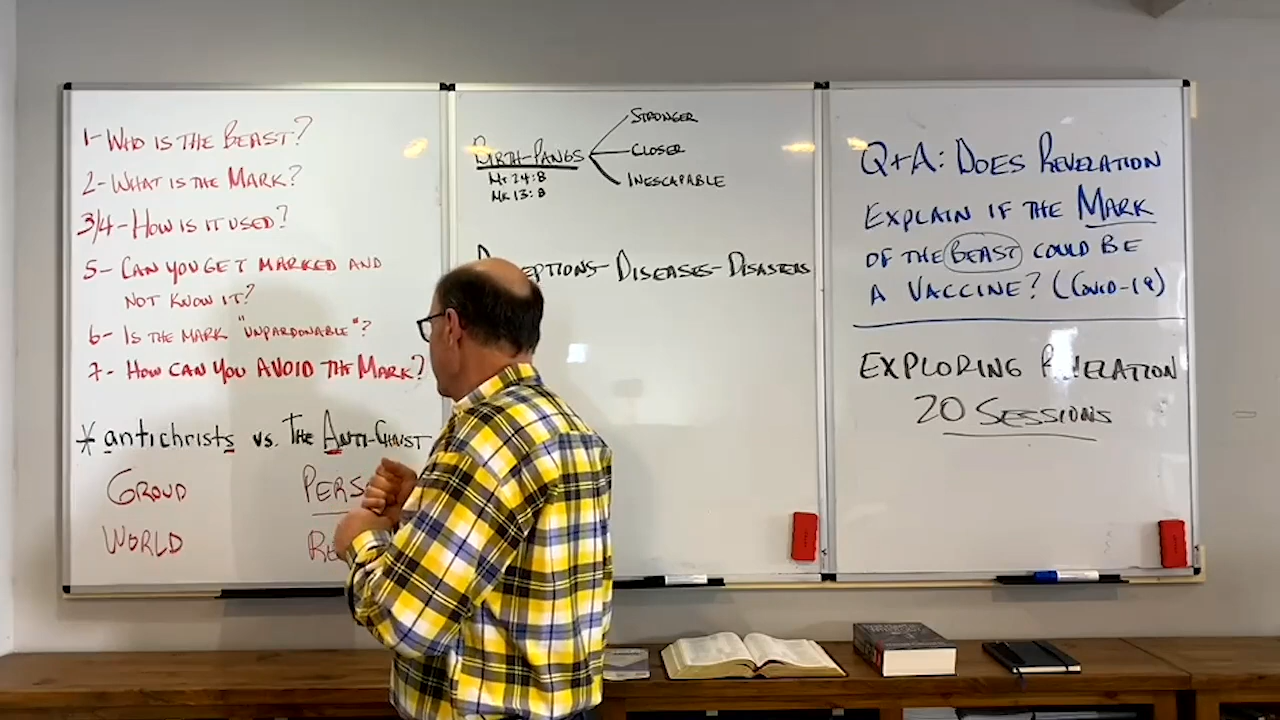 1- WHO IS THE BEAST?
2- WHAT IS THE MARK?
3/4- HOW IS IT USED?
5- CAN YOU GET MARKED AND
NOT KNOW IT?
6- IS THE MARK "UNPARDONABLE"?
7- HOW CAN YOU AVOID THE MARK?
* antichrists vs. THE ANTI-CHRIST
GROUP
WORLD
BIRTH-PANGS
MT 24:8
MK 13:8
STRONGER
CLOSER
INESCAPABLE
DISEASES-DISASTERS
Q+A: DOES REVELATION
EXPLAIN IF THE MARK
OF THE BEAST COULD BE
A VACCINE? (COVID-19)
EXPLORING REVELATION
20 SESSIONS